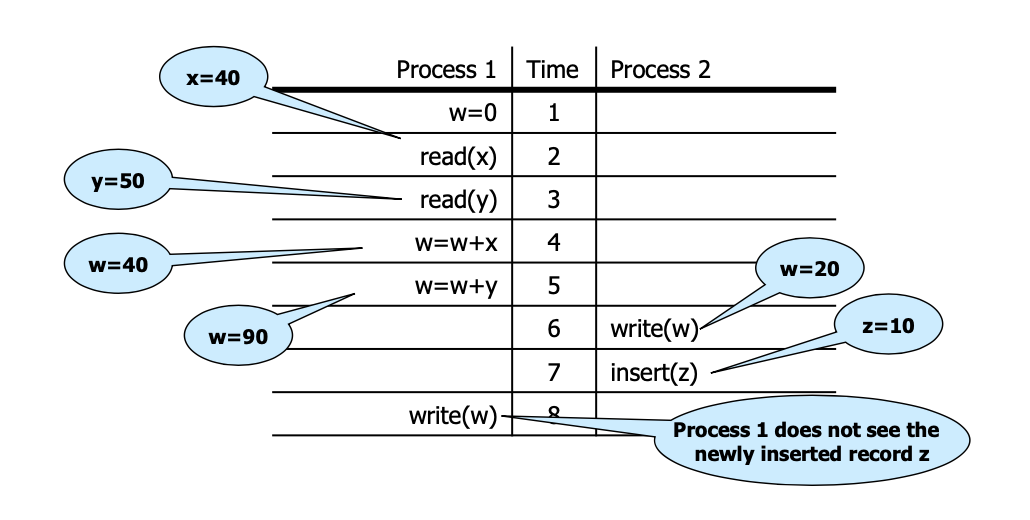 Process 1 Time Process 2
x=40
w=0 1
read(x) 2
y=50
read(y) 3
w=w+x 4
w=40
w=20
w=w+y 5
w=90
6 write(w)
z=10
7 insert(z)
write(w) 8
Process 1 does not see the
newly inserted record z